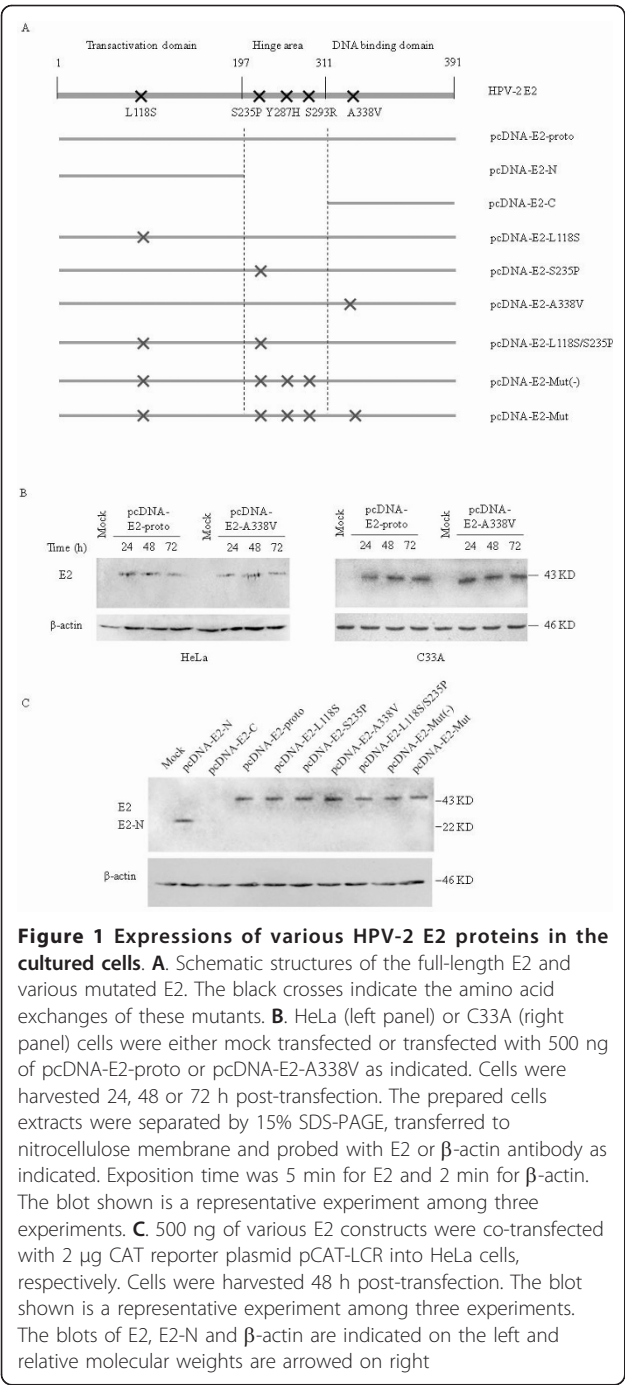 A
Transactivation domain Hinge area DNA binding domain
1 197 311 391
HPV-2 E2
L118S S235P Y287H S293R A338V
pcDNA-E2-proto
pcDNA-E2-N
pcDNA-E2-C
pcDNA-E2-L118S
pcDNA-E2-S235P
pcDNA-E2-A338V
pcDNA-E2-L118S/S235P
pcDNA-E2-Mut(-)
pcDNA-E2-Mut
B
Mock pcDNA-E2-proto Mock pcDNA-E2-A338V Mock pcDNA-E2-proto Mock pcDNA-E2-A338V
Time (h) 24 48 72 24 48 72 24 48 72 24 48 72
E2 43 KD
β-actin 46 KD
HeLa C33A
C
Mock pcDNA-E2-N pcDNA-E2-C pcDNA-E2-proto pcDNA-E2-L118S pcDNA-E2-S235P pcDNA-E2-A338V pcDNA-E2-L118S/S235P pcDNA-E2-Mut(-) pcDNA-E2-Mut
E2 -43 KD
E2-N -22 KD
β-actin -46 KD
Figure 1 Expressions of various HPV-2 E2 proteins in the
cultured cells. A. Schematic structures of the full-length E2 and
various mutated E2. The black crosses indicate the amino acid
exchanges of these mutants. B. HeLa (left panel) or C33A (right
panel) cells were either mock transfected or transfected with 500 ng
of pcDNA-E2-proto or pcDNA-E2-A338V as indicated. Cells were
harvested 24, 48 or 72 h post-transfection. The prepared cells
extracts were separated by 15% SDS-PAGE, transferred to
nitrocellulose membrane and probed with E2 or β-actin antibody as
indicated. Exposition time was 5 min for E2 and 2 min for β-actin.
The blot shown is a representative experiment among three
experiments. C. 500 ng of various E2 constructs were co-transfected
with 2 μg CAT reporter plasmid pCAT-LCR into HeLa cells,
respectively. Cells were harvested 48 h post-transfection. The blot
shown is a representative experiment among three experiments.
The blots of E2, E2-N and β-actin are indicated on the left and
relative molecular weights are arrowed on right